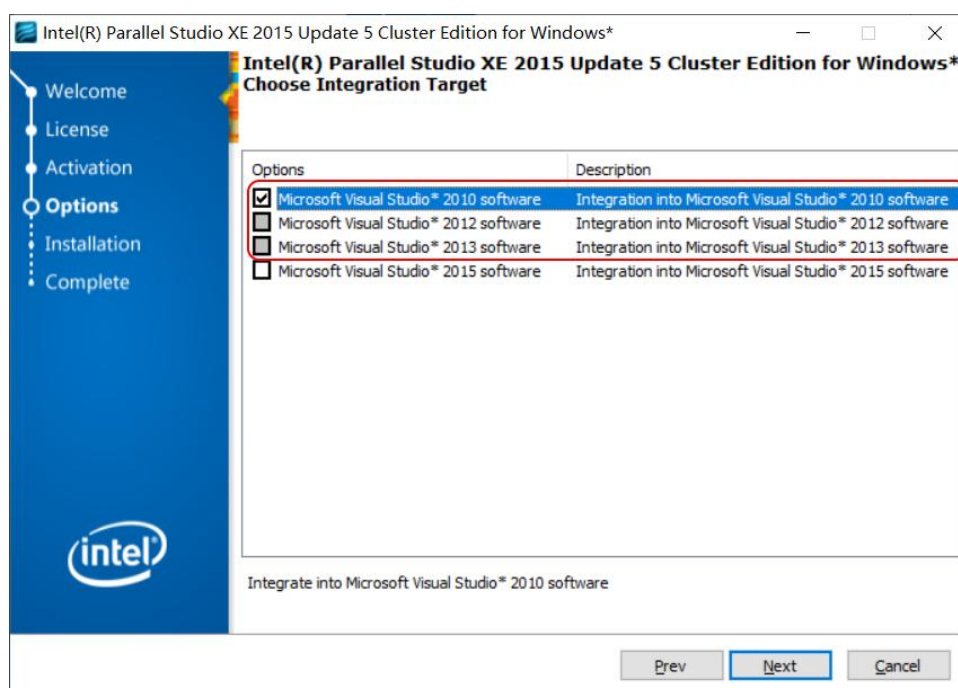 Intel(R) Parallel Studio XE 2015 Update 5 Cluster Edition for Windows*
Intel(R) Parallel Studio XE 2015 Update 5 Cluster Edition for Windows*
Choose Integration Target
Welcome
License
Activation
Options
Installation
Complete
Options Description
Microsoft Visual Studio* 2010 software Integration into Microsoft Visual Studio* 2010 software
Microsoft Visual Studio* 2012 software Integration into Microsoft Visual Studio* 2012 software
Microsoft Visual Studio* 2013 software Integration into Microsoft Visual Studio* 2013 software
Microsoft Visual Studio* 2015 software Integration into Microsoft Visual Studio* 2015 software
intel
Integrate into Microsoft Visual Studio* 2010 software
Prev Next Cancel